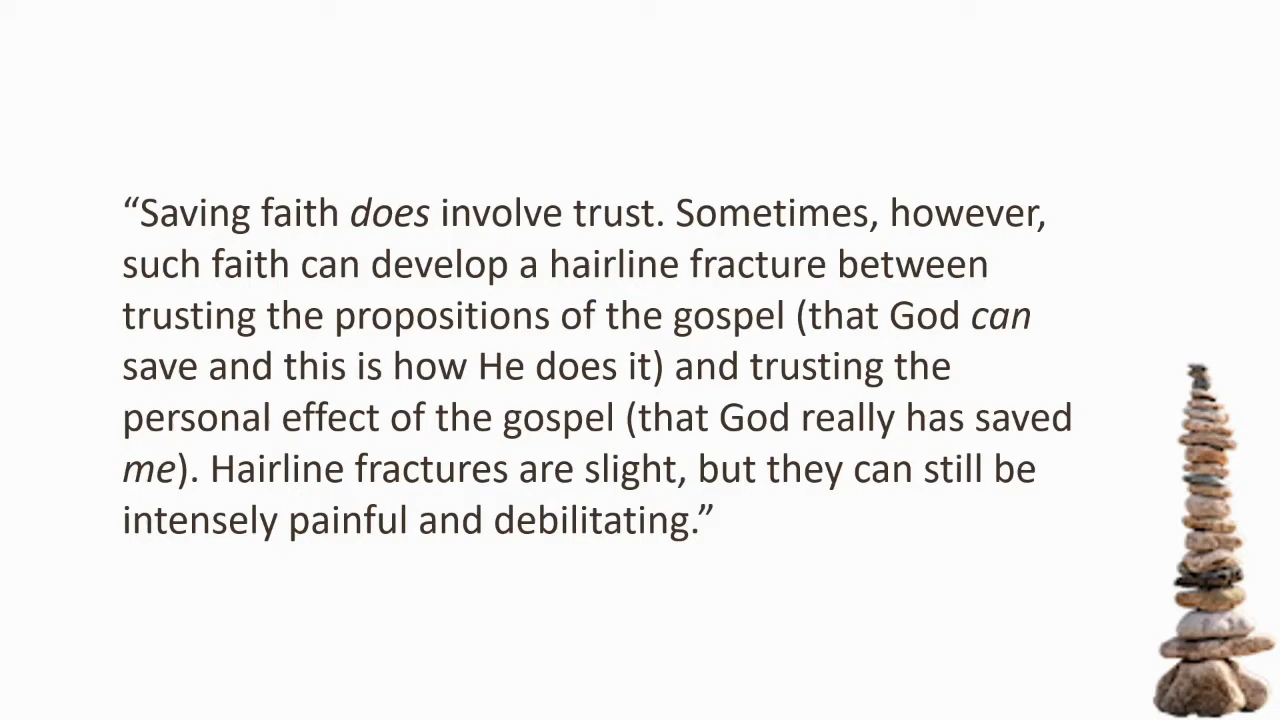 “Saving faith does involve trust. Sometimes, however,
such faith can develop a hairline fracture between
trusting the propositions of the gospel (that God can
save and this is how He does it) and trusting the
personal effect of the gospel (that God really has saved
me). Hairline fractures are slight, but they can still be
intensely painful and debilitating.”